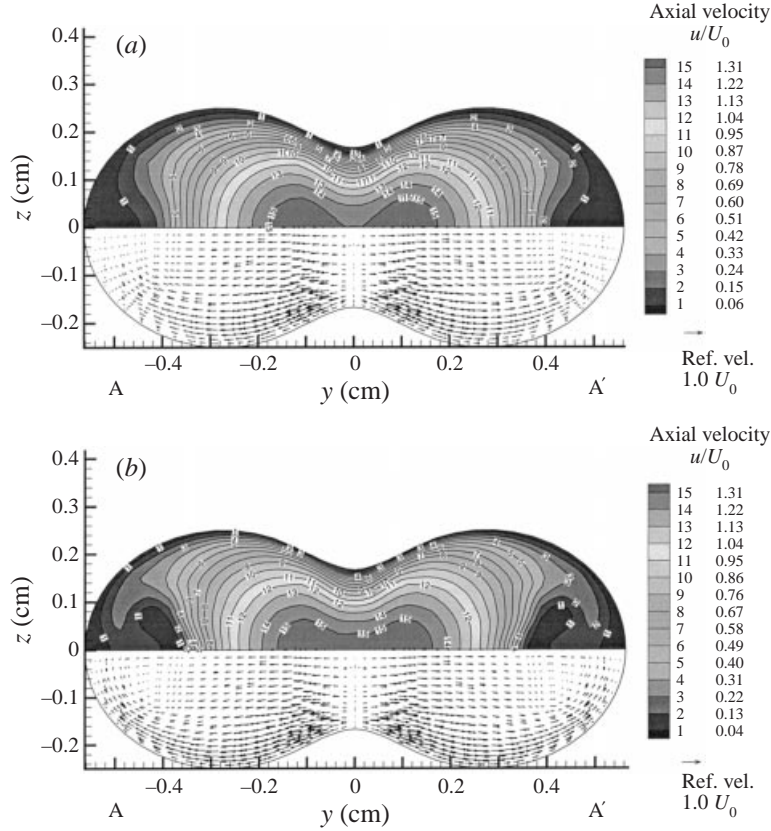 (a)
Axial velocity
u/U0
15 1.31
14 1.22
13 1.13
12 1.04
11 0.95
10 0.87
9 0.78
8 0.69
7 0.60
6 0.51
5 0.42
4 0.33
3 0.24
2 0.15
1 0.06
Ref. vel.
1.0 U0
0.4
0.3
0.2
0.1
0
−0.1
−0.2
z (cm)
−0.4 −0.2 0 0.2 0.4
A y (cm) A′
(b)
Axial velocity
u/U0
15 1.31
14 1.22
13 1.13
12 1.04
11 0.95
10 0.86
9 0.76
8 0.67
7 0.58
6 0.49
5 0.40
4 0.31
3 0.22
2 0.13
1 0.04
Ref. vel.
1.0 U0
0.4
0.3
0.2
0.1
0
−0.1
−0.2
z (cm)
−0.4 −0.2 0 0.2 0.4
A y (cm) A′